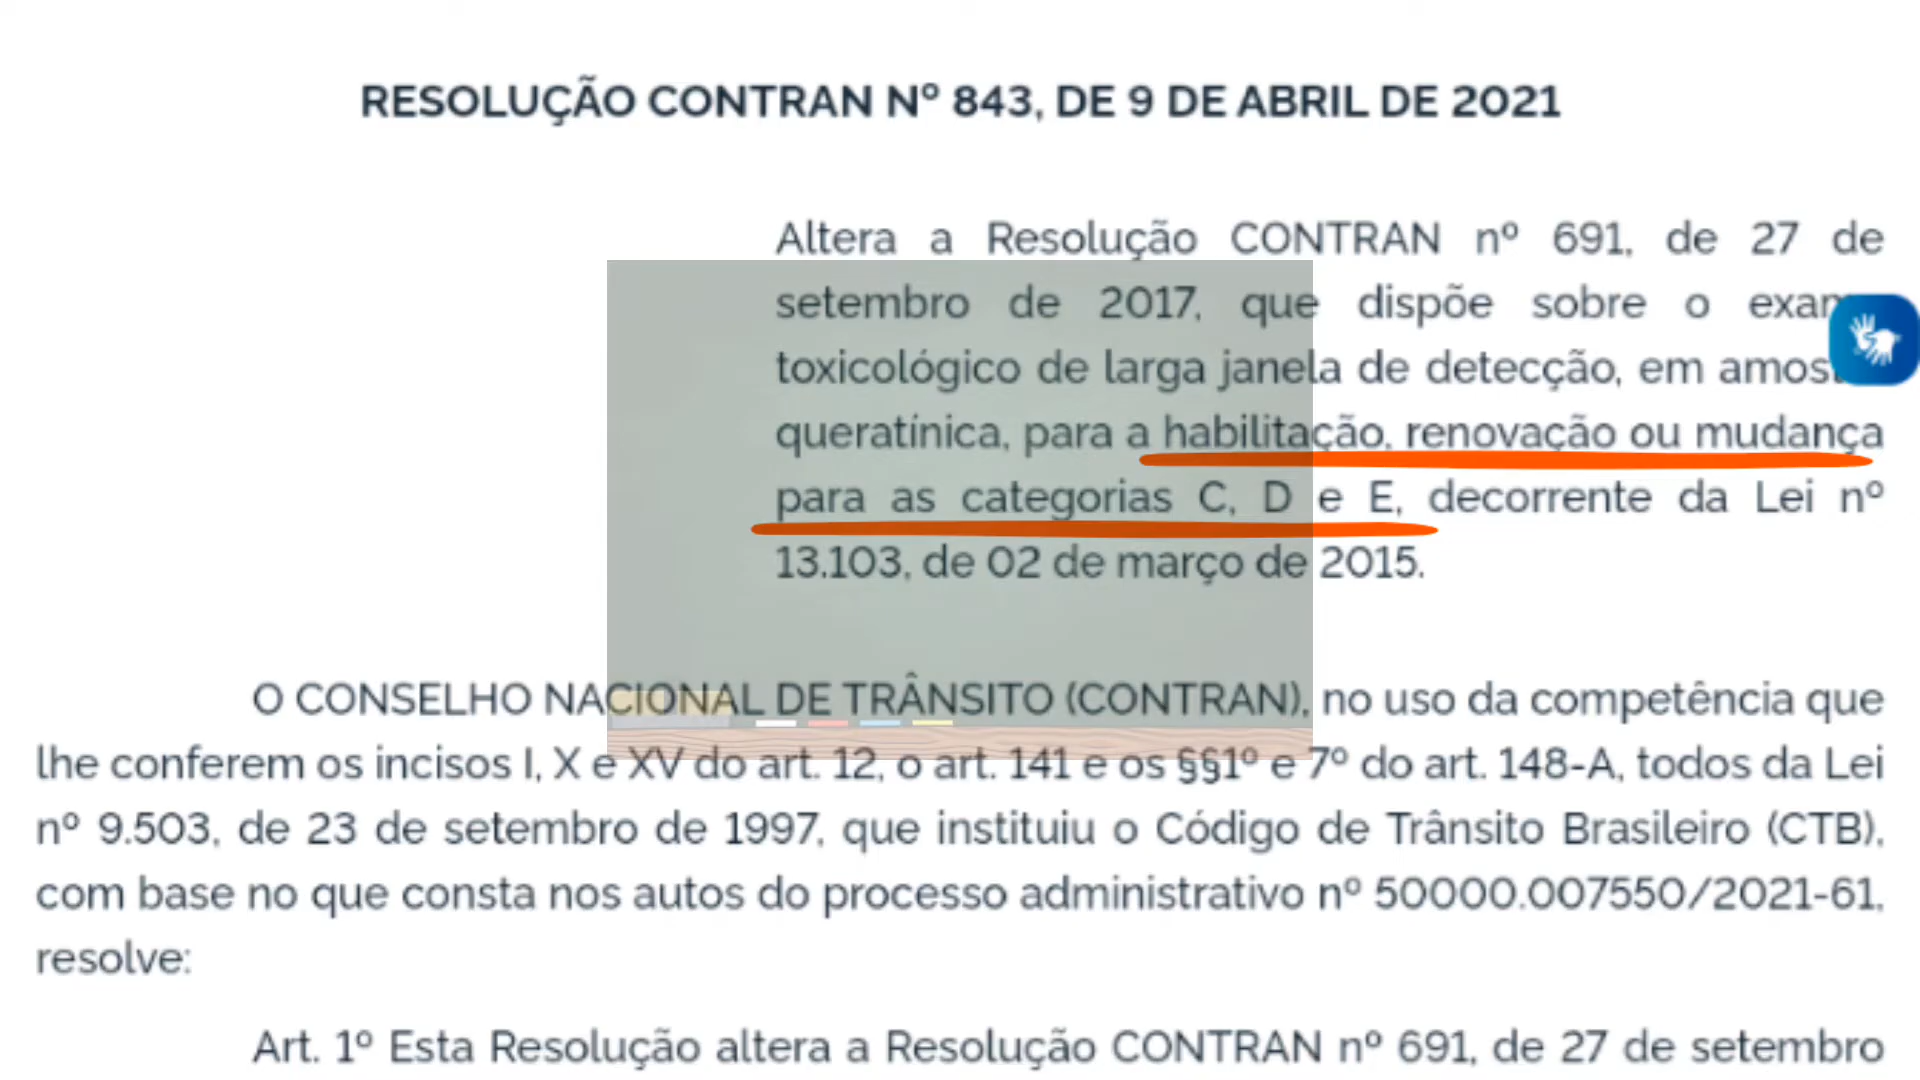 RESOLUÇÃO CONTRAN Nº 843, DE 9 DE ABRIL DE 2021
Altera a Resolução CONTRAN nº 691, de 27 de
setembro de 2017, que dispõe sobre o
toxicológico de larga janela de detecção, em
queratínica, para a habilitação, renovação ou mudança
para as categorias C, D e E, decorrente da Lei nº
13.103, de 02 de março de 2015.
O CONSELHO NACIONAL DE TRÂNSITO (CONTRAN), no uso da competência que
lhe conferem os incisos I, X e XV do art. 12, o art. 141 e os §§1º e 7º do art. 148-A, todos da Lei
nº 9.503, de 23 de setembro de 1997, que instituiu o Código de Trânsito Brasileiro (CTB),
com base no que consta nos autos do processo administrativo nº 50000.007550/2021-61,
resolve:
Art. 1º Esta Resolução altera a Resolução CONTRAN nº 691, de 27 de setembro